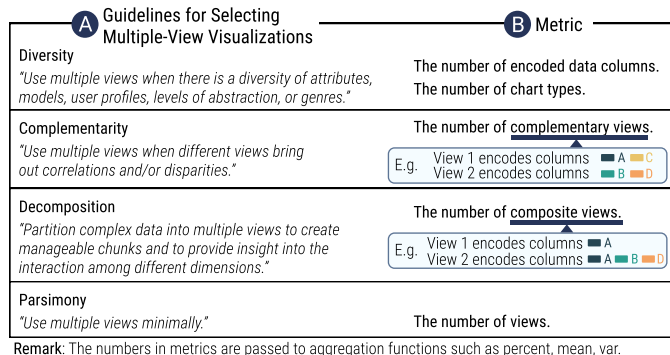 A Guidelines for Selecting
Multiple-View Visualizations
B Metric
Diversity
“Use multiple views when there is a diversity of attributes,
models, user profiles, levels of abstraction, or genres.”
The number of encoded data columns.
The number of chart types.
Complementarity
“Use multiple views when different views bring
out correlations and/or disparities.”
The number of complementary views.
E.g. View 1 encodes columns A C
View 2 encodes columns B D
Decomposition
“Partition complex data into multiple views to create
manageable chunks and to provide insight into the
interaction among different dimensions.”
The number of composite views.
E.g. View 1 encodes columns A
View 2 encodes columns A B D
Parsimony
“Use multiple views minimally.”
The number of views.
Remark: The numbers in metrics are passed to aggregation functions such as percent, mean, var.